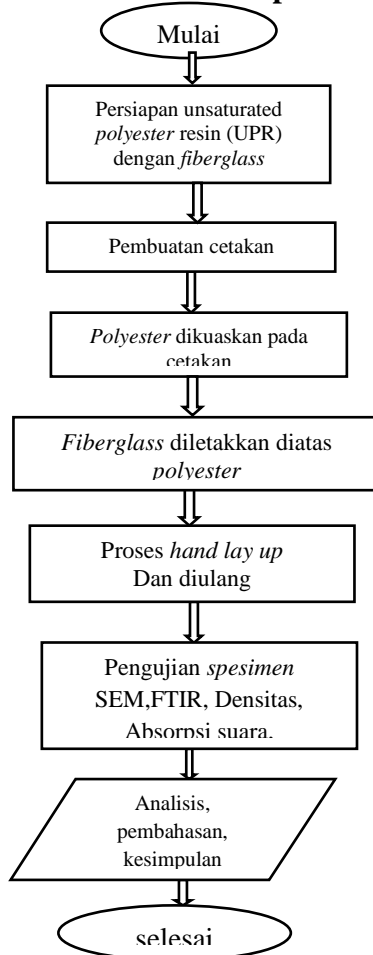 Mulai
Persiapan unsaturated
polyester resin (UPR)
dengan fiberglass
Pembuatan cetakan
Polyester dikuaskan pada
cetakan
Fiberglass diletakkan diatas
polyester
Proses hand lay up
Dan diulang
Pengujian spesimen
SEM,FTIR, Densitas,
Absorpsi suara.
Analisis,
pembahasan,
kesimpulan
selesai